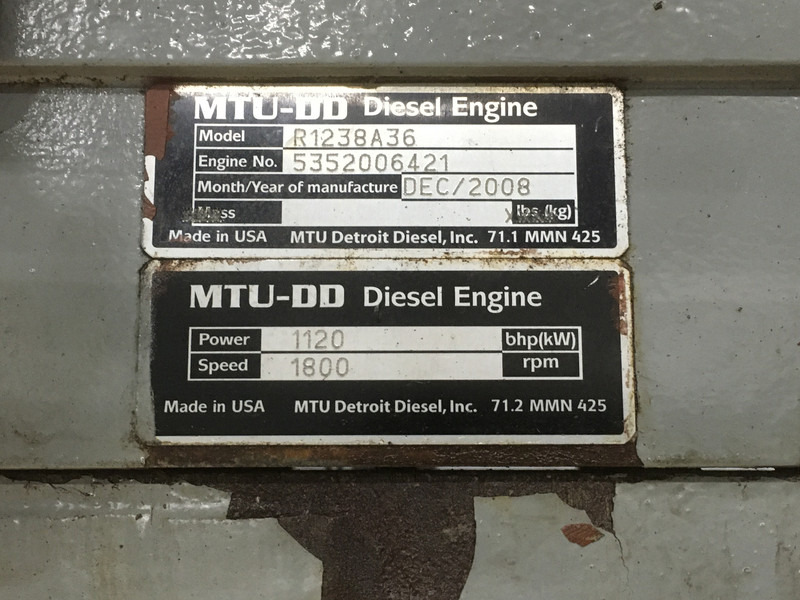 MTU-DD Diesel Engine
Model R1238A36
Engine No. 5352006421
Month/Year of manufacture DEC/2008
Mass lbs (kg)
Made in USA MTU Detroit Diesel, Inc. 71.1 MMN 425
MTU-DD Diesel Engine
Power 1120 bhp(kW)
Speed 1800 rpm
Made in USA MTU Detroit Diesel, Inc. 71.2 MMN 425